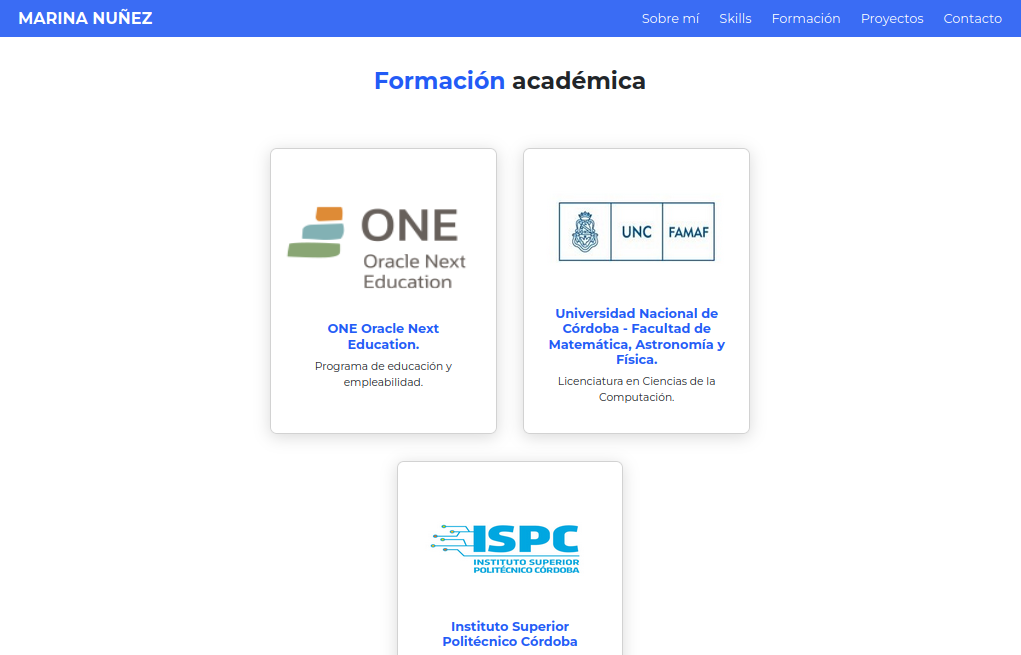 MARINA NUÑEZ
Sobre mí Skills Formación Proyectos Contacto
Formación académica
ONE
Oracle Next
Education
ONE Oracle Next
Education.
Programa de educación y
empleabilidad.
UNC FAMAF
Universidad Nacional de
Córdoba - Facultad de
Matemática, Astronomía y
Física.
Licenciatura en Ciencias de la
Computación.
ISPC
INSTITUTO SUPERIOR
POLITÉCNICO CÓRDOBA
Instituto Superior
Politécnico Córdoba